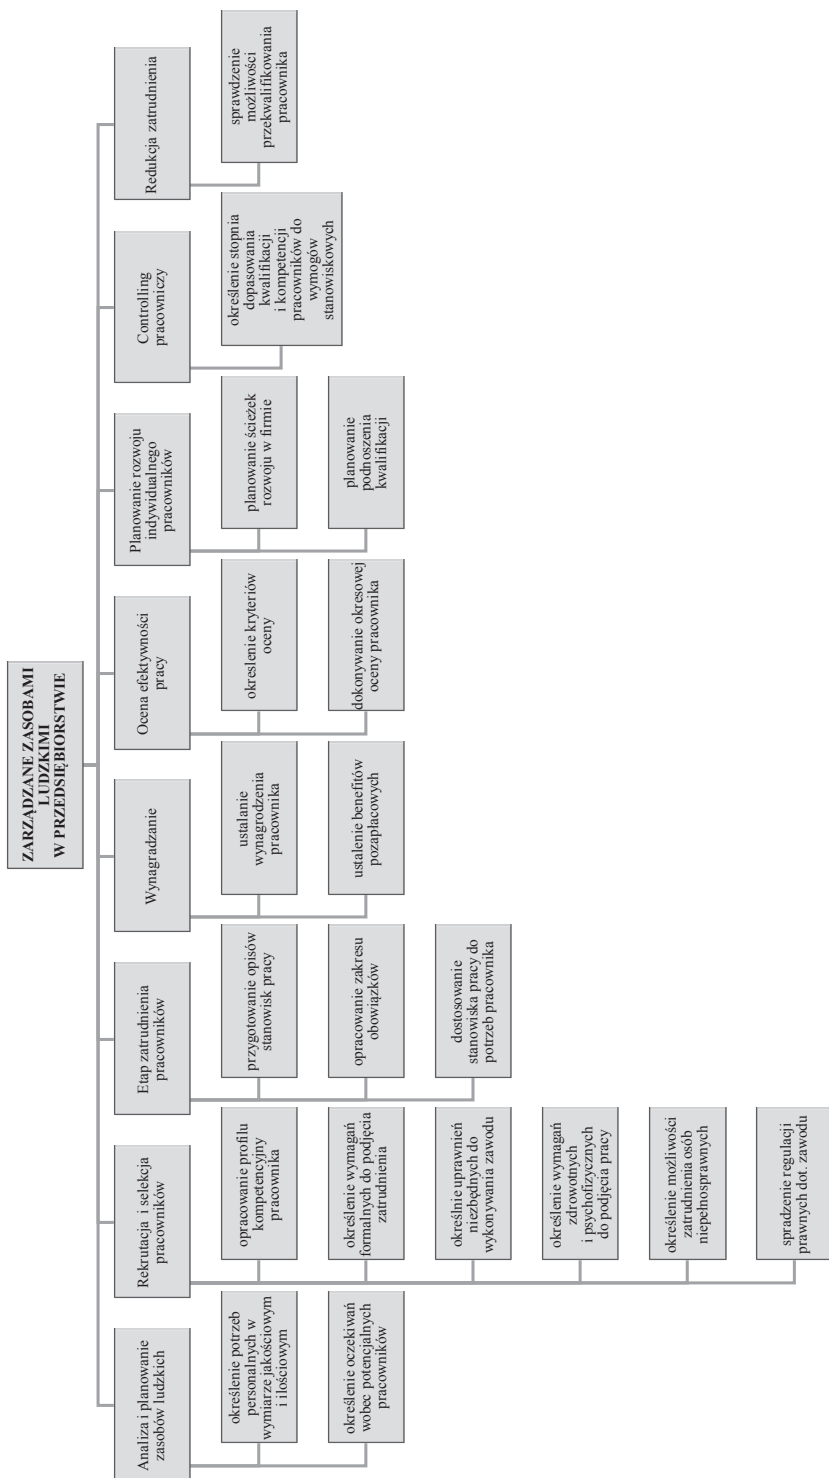 ZARZĄDZANE ZASOBAMI
LUDZKIMI
W PRZEDSIĘBIORSTWIE
Analiza i planowanie
zasobów ludzkich
określenie potrzeb
personalnych w
wymiarze jakościowym
i ilościowym
określenie oczekiwań
wobec potencjalnych
pracowników
Rekrutacja i selekcja
pracowników
opracowanie profilu
kompetencyjny
pracownika
określenie wymagań
formalnych do podjęcia
zatrudnienia
określnie uprawnień
niezbędnych do
wykonywania zawodu
określenie wymagań
zdrowotnych
i psychofizycznych
do podjęcia pracy
określenie możliwości
zatrudnienia osób
niepełnosprawnych
spradzenie regulacji
prawnych dot. zawodu
Etap zatrudnienia
pracowników
przygotowanie opisów
stanowisk pracy
opracowanie zakresu
obowiązków
dostosowanie
stanowiska pracy do
potrzeb pracownika
Wynagradzanie
ustalanie
wynagrodzenia
pracownika
ustalenie benefitów
pozapłacowych
Ocena efektywności
pracy
okreslenie kryteriów
oceny
dokonywanie okresowej
oceny pracownika
Planowanie rozwoju
indywidualnego
pracowników
planowanie ścieżek
rozwoju w firmie
planowanie
podnoszenia
kwalifikacji
Controlling
pracowniczy
określenie stopnia
dopasowania
kwalifikacji
i kompetencji
pracowników do
wymogów
stanowiskowych
Redukcja zatrudnienia
sprawdzenie
możliwości
przekwalifikowania
pracownika